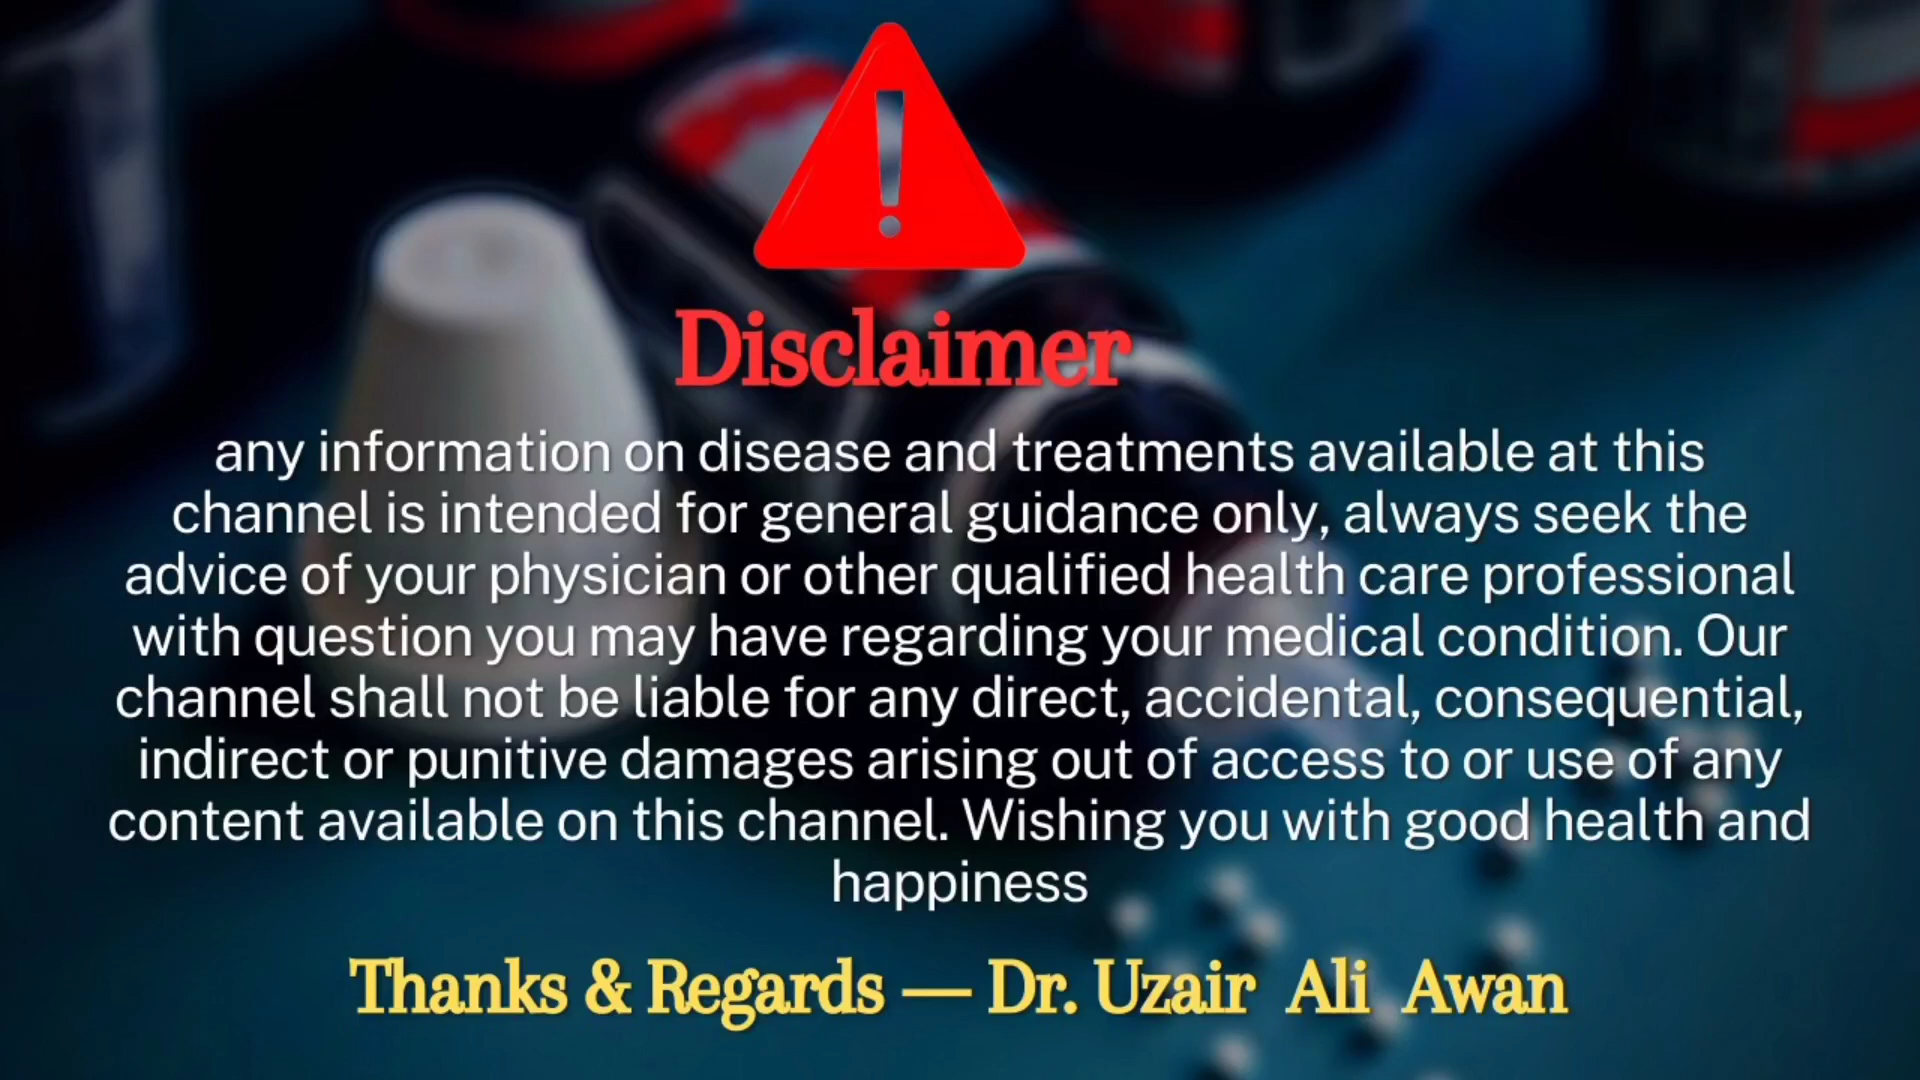 Disclaimer
any information on disease and treatments available at this
channel is intended for general guidance only, always seek the
advice of your physician or other qualified health care professional
with question you may have regarding your medical condition. Our
channel shall not be liable for any direct, accidental, consequential,
indirect or punitive damages arising out of access to or use of any
content available on this channel. Wishing you with good health and
happiness
Thanks & Regards — Dr. Uzair Ali Awan